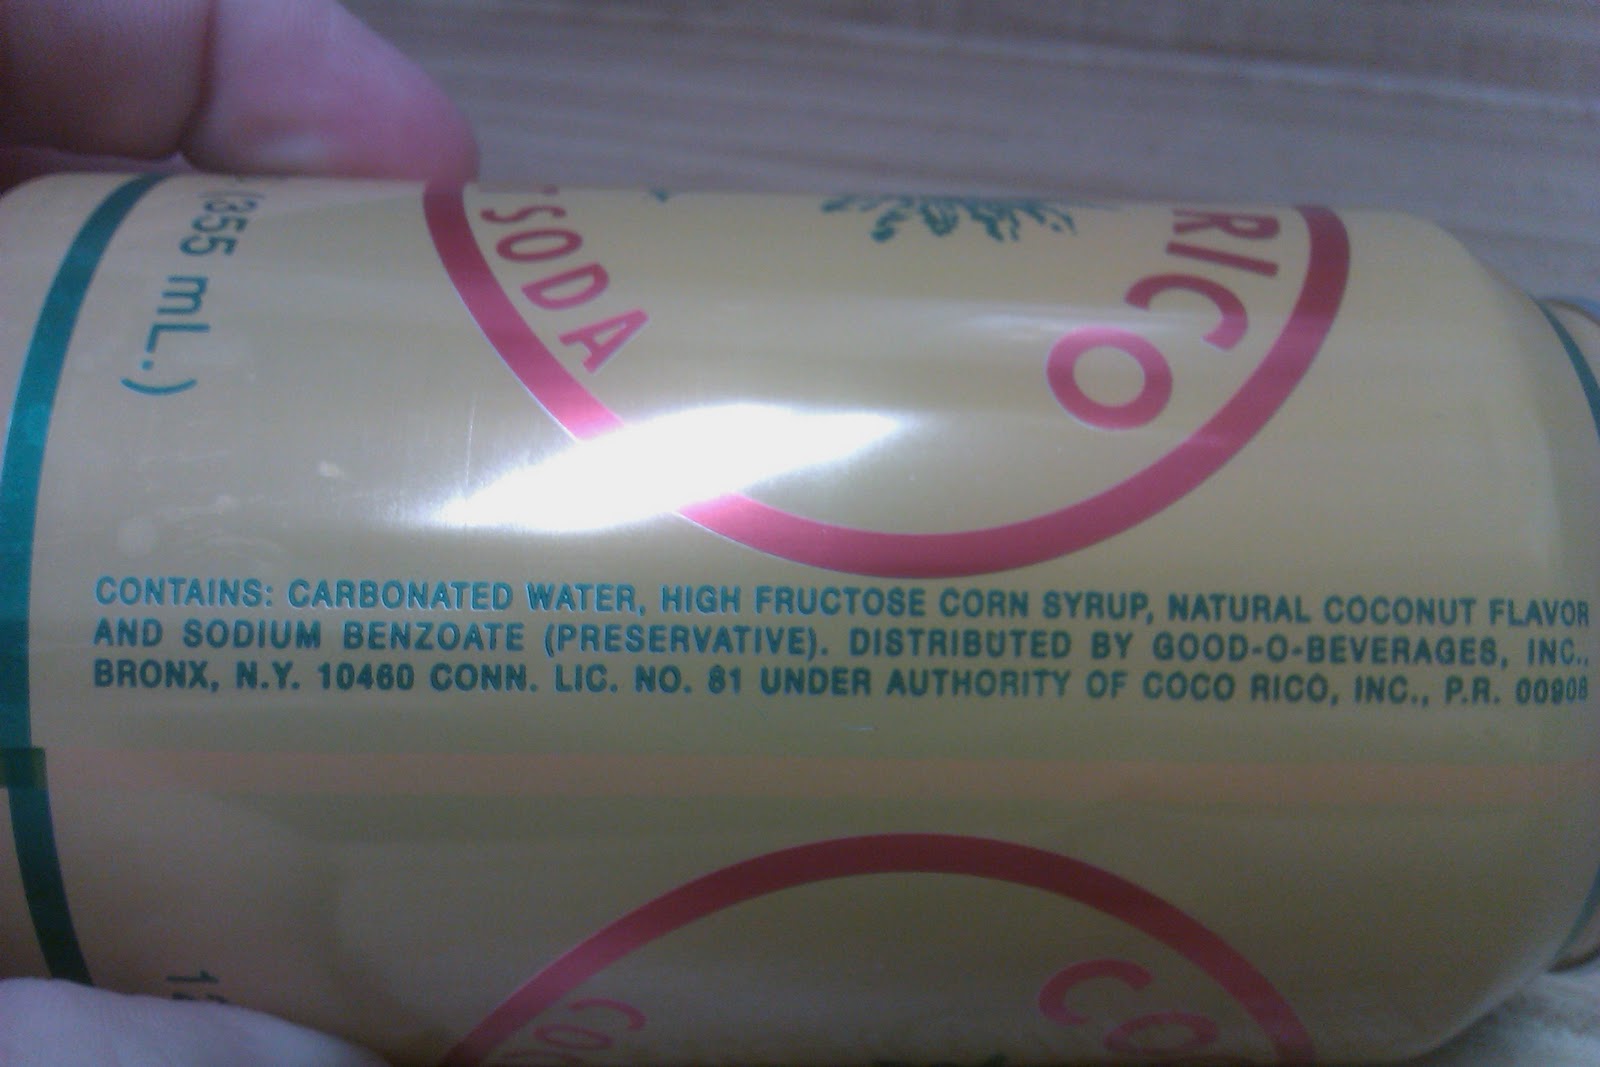 (355 mL.)
SODA
RICO
CONTAINS: CARBONATED WATER, HIGH FRUCTOSE CORN SYRUP, NATURAL COCONUT FLAVOR
AND SODIUM BENZOATE (PRESERVATIVE). DISTRIBUTED BY GOOD-O-BEVERAGES, INC.,
BRONX, N.Y. 10460 CONN. LIC. NO. 81 UNDER AUTHORITY OF COCO RICO, INC., P.R. 00908